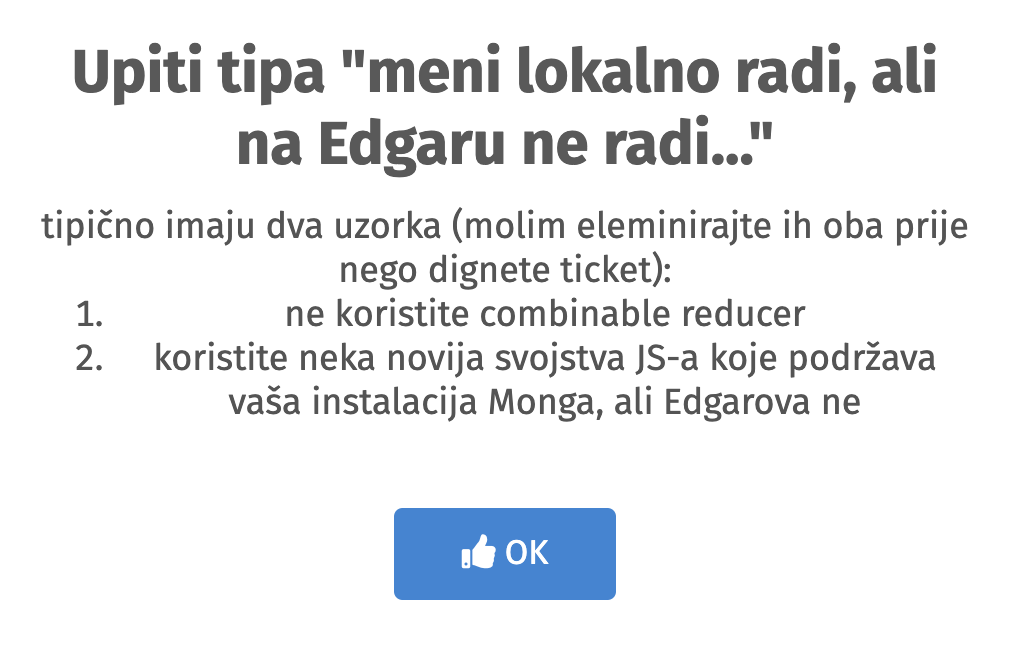 Upiti tipa "meni lokalno radi, ali
na Edgaru ne radi..."
tipično imaju dva uzorka (molim eleminirajte ih oba prije
nego dignete ticket):
1. ne koristite combinable reducer
2. koristite neka novija svojstva JS-a koje podržava
vaša instalacija Monga, ali Edgarova ne
OK